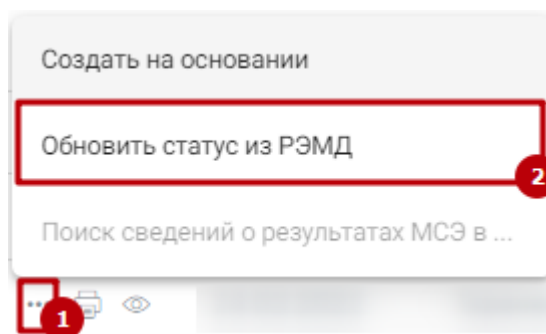 Создать на основании
Обновить статус из РЭМД
2
Поиск сведений о результатах МСЭ в ...
... 1